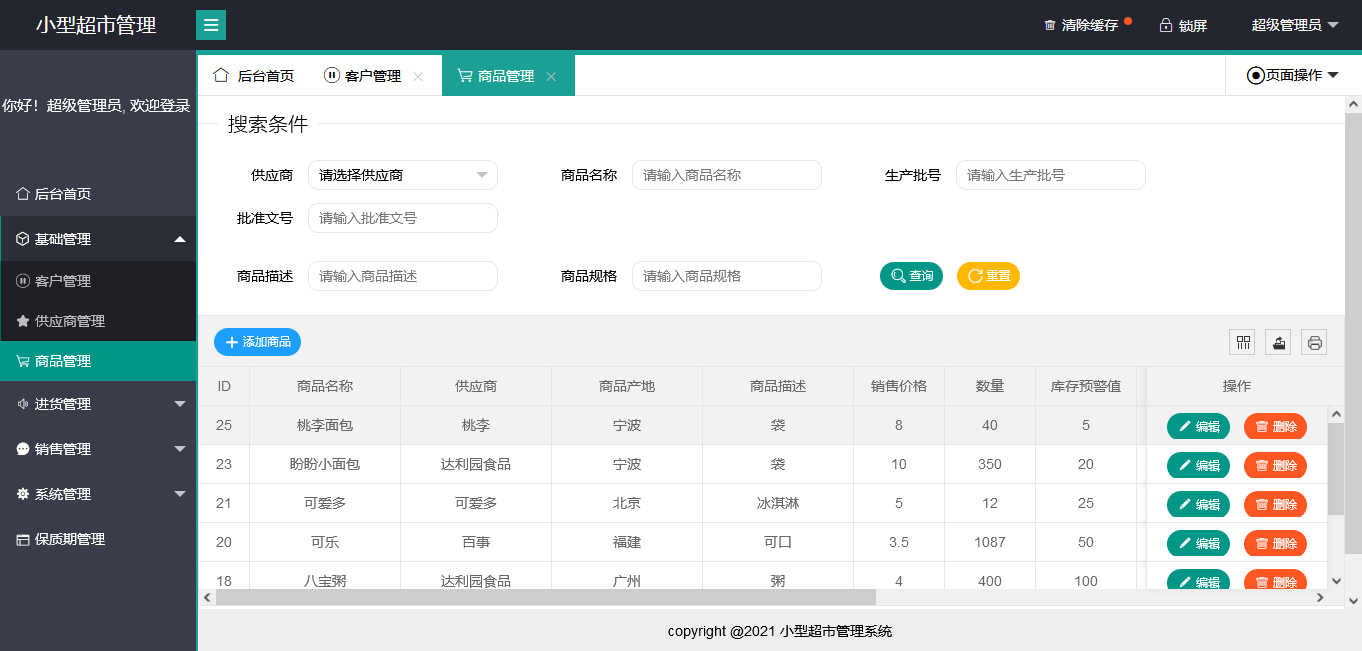 小型超市管理
清除缓存
锁屏
超级管理员
你好！超级管理员, 欢迎登录
后台首页
基础管理
客户管理
供应商管理
商品管理
进货管理
销售管理
系统管理
保质期管理
后台首页 客户管理 商品管理 页面操作
搜索条件
供应商 请选择供应商 商品名称 请输入商品名称 生产批号 请输入生产批号
批准文号 请输入批准文号
商品描述 请输入商品描述 商品规格 请输入商品规格 查询 重置
添加商品
ID 商品名称 供应商 商品产地 商品描述 销售价格 数量 库存预警值 操作
25 桃李面包 桃李 宁波 袋 8 40 5 编辑 删除
23 盼盼小面包 达利园食品 宁波 袋 10 350 20 编辑 删除
21 可爱多 可爱多 北京 冰淇淋 5 12 25 编辑 删除
20 可乐 百事 福建 可口 3.5 1087 50 编辑 删除
18 八宝粥 达利园食品 广州 粥 4 400 100 编辑 删除
copyright @2021 小型超市管理系统